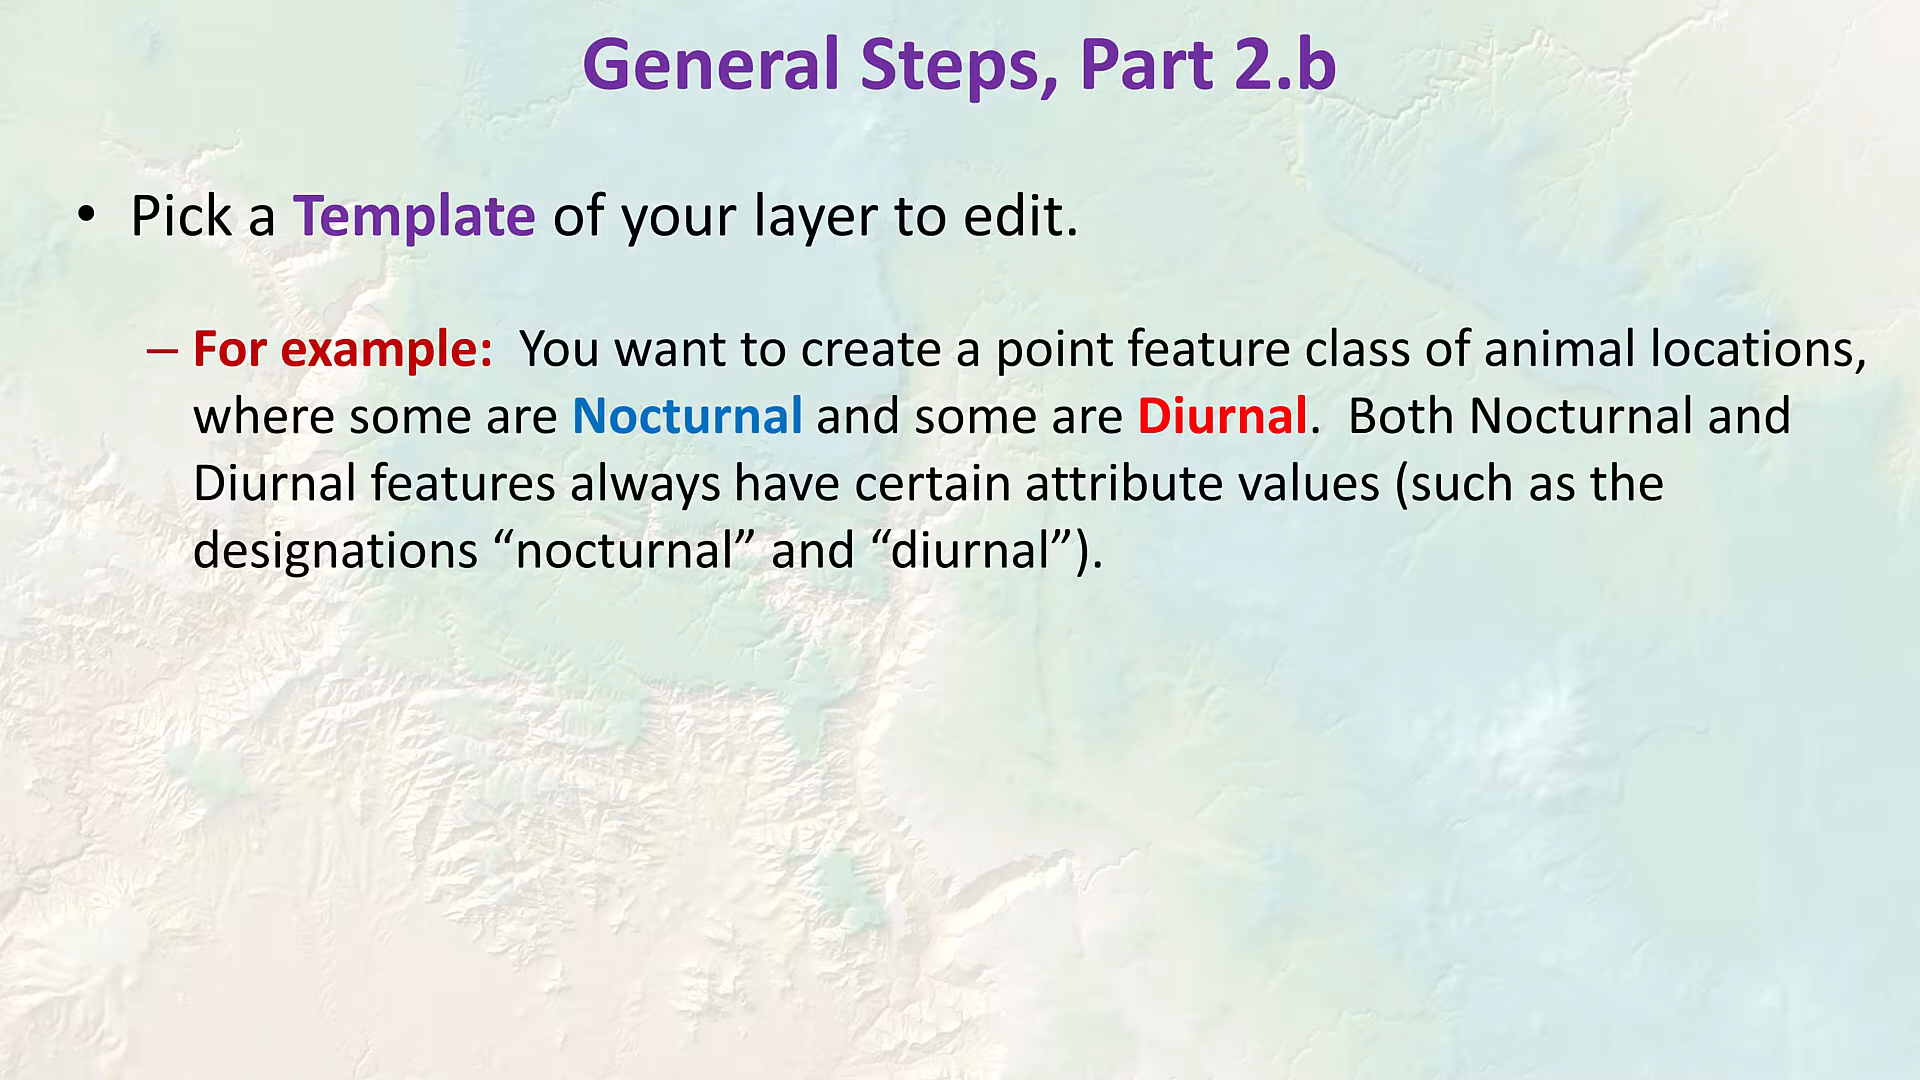 General Steps, Part 2.b
• Pick a Template of your layer to edit.
– For example:  You want to create a point feature class of animal locations,
where some are Nocturnal and some are Diurnal.  Both Nocturnal and
Diurnal features always have certain attribute values (such as the
designations “nocturnal” and “diurnal”).